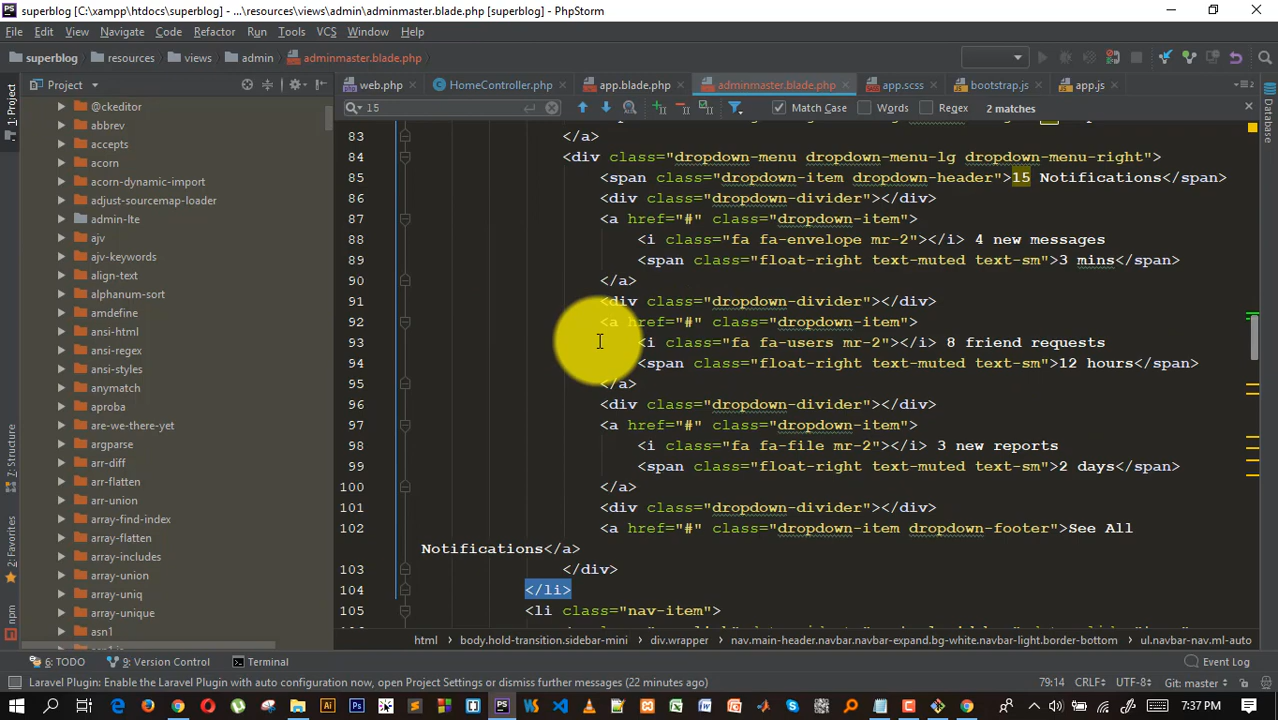 superblog [C:\xampp\htdocs\superblog] - ...\resources\views\admin\adminmaster.blade.php [superblog] - PhpStorm
File Edit View Navigate Code Refactor Run Tools VCS Window Help
superblog resources views admin adminmaster.blade.php
1: Project
Project
web.php HomeController.php app.blade.php adminmaster.blade.php app.scss bootstrap.js app.js
15 Match Case Words Regex 2 matches
@ckeditor
abbrev
accepts
acorn
acorn-dynamic-import
adjust-sourcemap-loader
admin-lte
ajv
ajv-keywords
align-text
alphanum-sort
amdefine
ansi-html
ansi-regex
ansi-styles
anymatch
aproba
are-we-there-yet
argparse
arr-diff
arr-flatten
arr-union
array-find-index
array-flatten
array-includes
array-union
array-uniq
array-unique
asn1
83 </a>
84 <div class="dropdown-menu dropdown-menu-lg dropdown-menu-right">
85 <span class="dropdown-item dropdown-header">15 Notifications</span>
86 <div class="dropdown-divider"></div>
87 <a href="#" class="dropdown-item">
88 <i class="fa fa-envelope mr-2"></i> 4 new messages
89 <span class="float-right text-muted text-sm">3 mins</span>
90 </a>
91 <div class="dropdown-divider"></div>
92 <a href="#" class="dropdown-item">
93 <i class="fa fa-users mr-2"></i> 8 friend requests
94 <span class="float-right text-muted text-sm">12 hours</span>
95 </a>
96 <div class="dropdown-divider"></div>
97 <a href="#" class="dropdown-item">
98 <i class="fa fa-file mr-2"></i> 3 new reports
99 <span class="float-right text-muted text-sm">2 days</span>
100 </a>
101 <div class="dropdown-divider"></div>
102 <a href="#" class="dropdown-item dropdown-footer">See All
Notifications</a>
103 </div>
104 </li>
105 <li class="nav-item">
html body.hold-transition.sidebar-mini div.wrapper nav.main-header.navbar.navbar-expand.bg-white.navbar-light.border-bottom ul.navbar-nav.ml-auto
7: Structure
2: Favorites
npm
Database
6: TODO 9: Version Control Terminal Event Log
Laravel Plugin: Enable the Laravel Plugin with auto configuration now, open Project Settings or dismiss further messages (22 minutes ago) 79:14 CRLF UTF-8 Git: master
7:37 PM